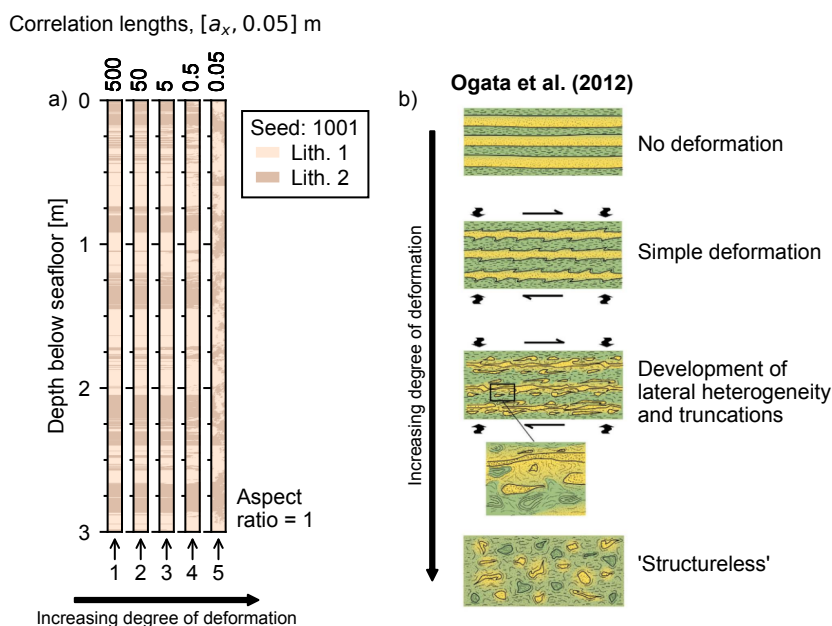 Correlation lengths, [aₓ, 0.05] m
500
50
5
0.5
0.05
a)
0
1
2
3
Depth below seafloor [m]
Seed: 1001
Lith. 1
Lith. 2
Aspect
ratio = 1
1
2
3
4
5
Increasing degree of deformation
b)
Ogata et al. (2012)
Increasing degree of deformation
No deformation
Simple deformation
Development of
lateral heterogeneity
and truncations
'Structureless'